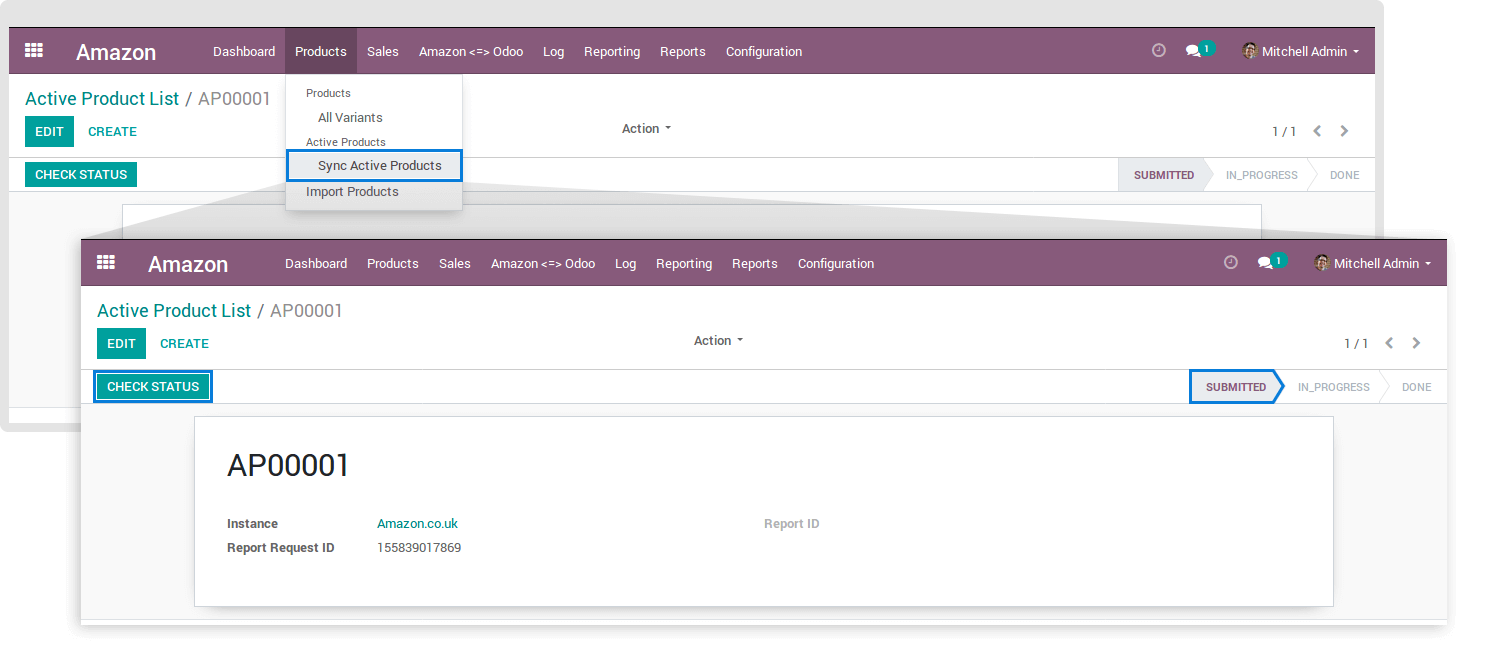 Amazon Dashboard Products Sales Amazon <=> Odoo Log Reporting Reports Configuration 1 Mitchell Admin
Active Product List / AP00001
Products
All Variants
EDIT CREATE Action 1 / 1
Active Products
Sync Active Products
CHECK STATUS SUBMITTED IN_PROGRESS DONE
Import Products
Amazon Dashboard Products Sales Amazon <=> Odoo Log Reporting Reports Configuration 1 Mitchell Admin
Active Product List / AP00001
EDIT CREATE Action 1 / 1
CHECK STATUS SUBMITTED IN_PROGRESS DONE
AP00001
Instance Amazon.co.uk Report ID
Report Request ID 155839017869